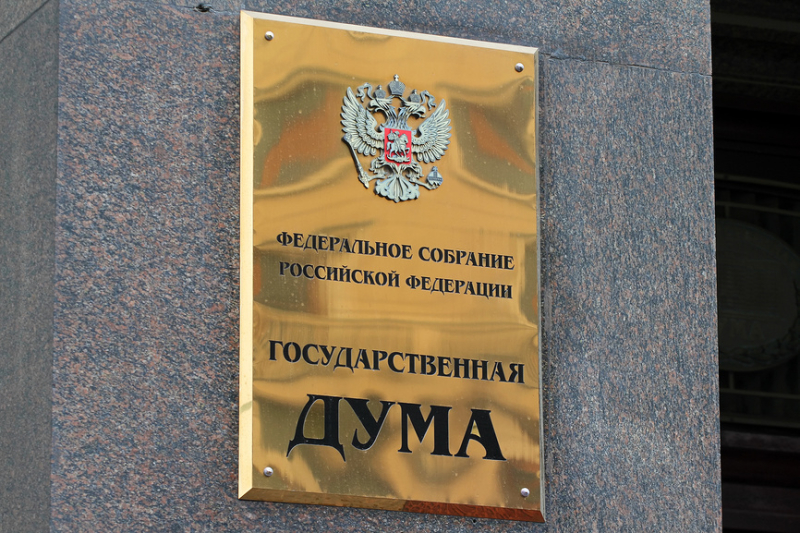 ФЕДЕРАЛЬНОЕ СОБРАНИЕ
РОССИЙСКОЙ ФЕДЕРАЦИИ
ГОСУДАРСТВЕННАЯ
ДУМА